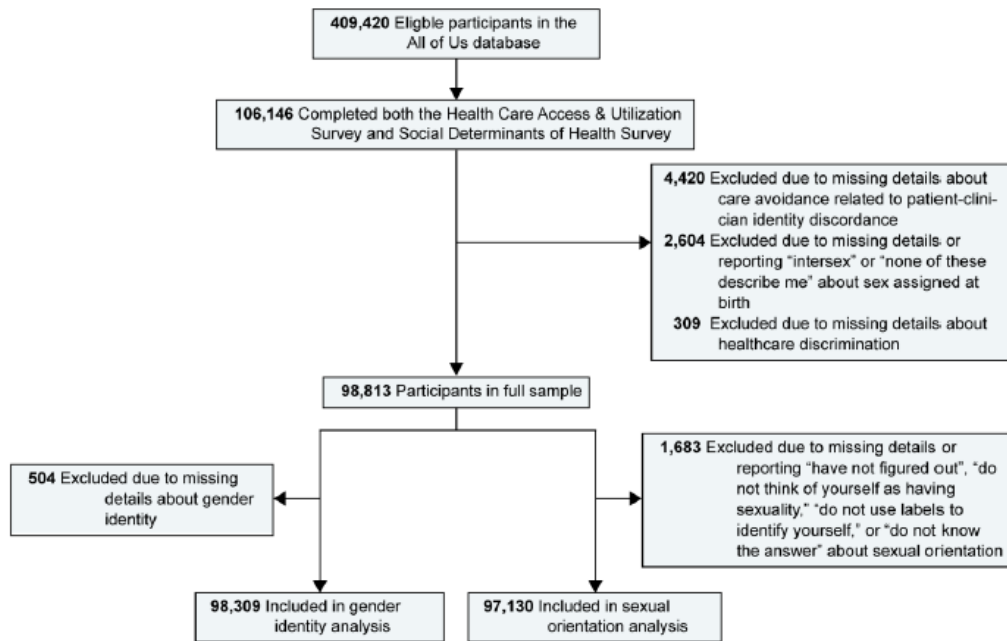 409,420 Eligble participants in the
All of Us database
106,146 Completed both the Health Care Access & Utilization
Survey and Social Determinants of Health Survey
4,420 Excluded due to missing details about
care avoidance related to patient-clini-
cian identity discordance
2,604 Excluded due to missing details or
reporting “intersex” or “none of these
describe me” about sex assigned at
birth
309 Excluded due to missing details about
healthcare discrimination
98,813 Participants in full sample
504 Excluded due to missing
details about gender
identity
1,683 Excluded due to missing details or
reporting “have not figured out”, “do
not think of yourself as having
sexuality,” “do not use labels to
identify yourself,” or “do not know
the answer” about sexual orientation
98,309 Included in gender
identity analysis
97,130 Included in sexual
orientation analysis